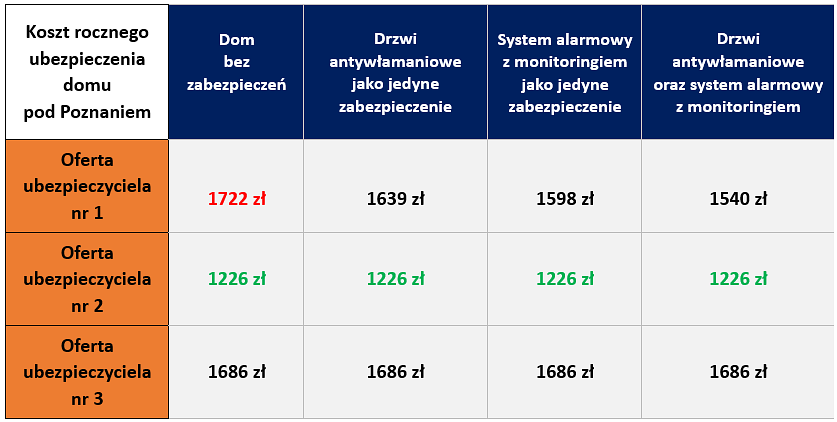 Koszt rocznego
ubezpieczenia
domu
pod Poznaniem
Dom
bez
zabezpieczeń
Drzwi
antywłamaniowe
jako jedyne
zabezpieczenie
System alarmowy
z monitoringiem
jako jedyne
zabezpieczenie
Drzwi
antywłamaniowe
oraz system alarmowy
z monitoringiem
Oferta
ubezpieczyciela
nr 1
1722 zł
1639 zł
1598 zł
1540 zł
Oferta
ubezpieczyciela
nr 2
1226 zł
1226 zł
1226 zł
1226 zł
Oferta
ubezpieczyciela
nr 3
1686 zł
1686 zł
1686 zł
1686 zł